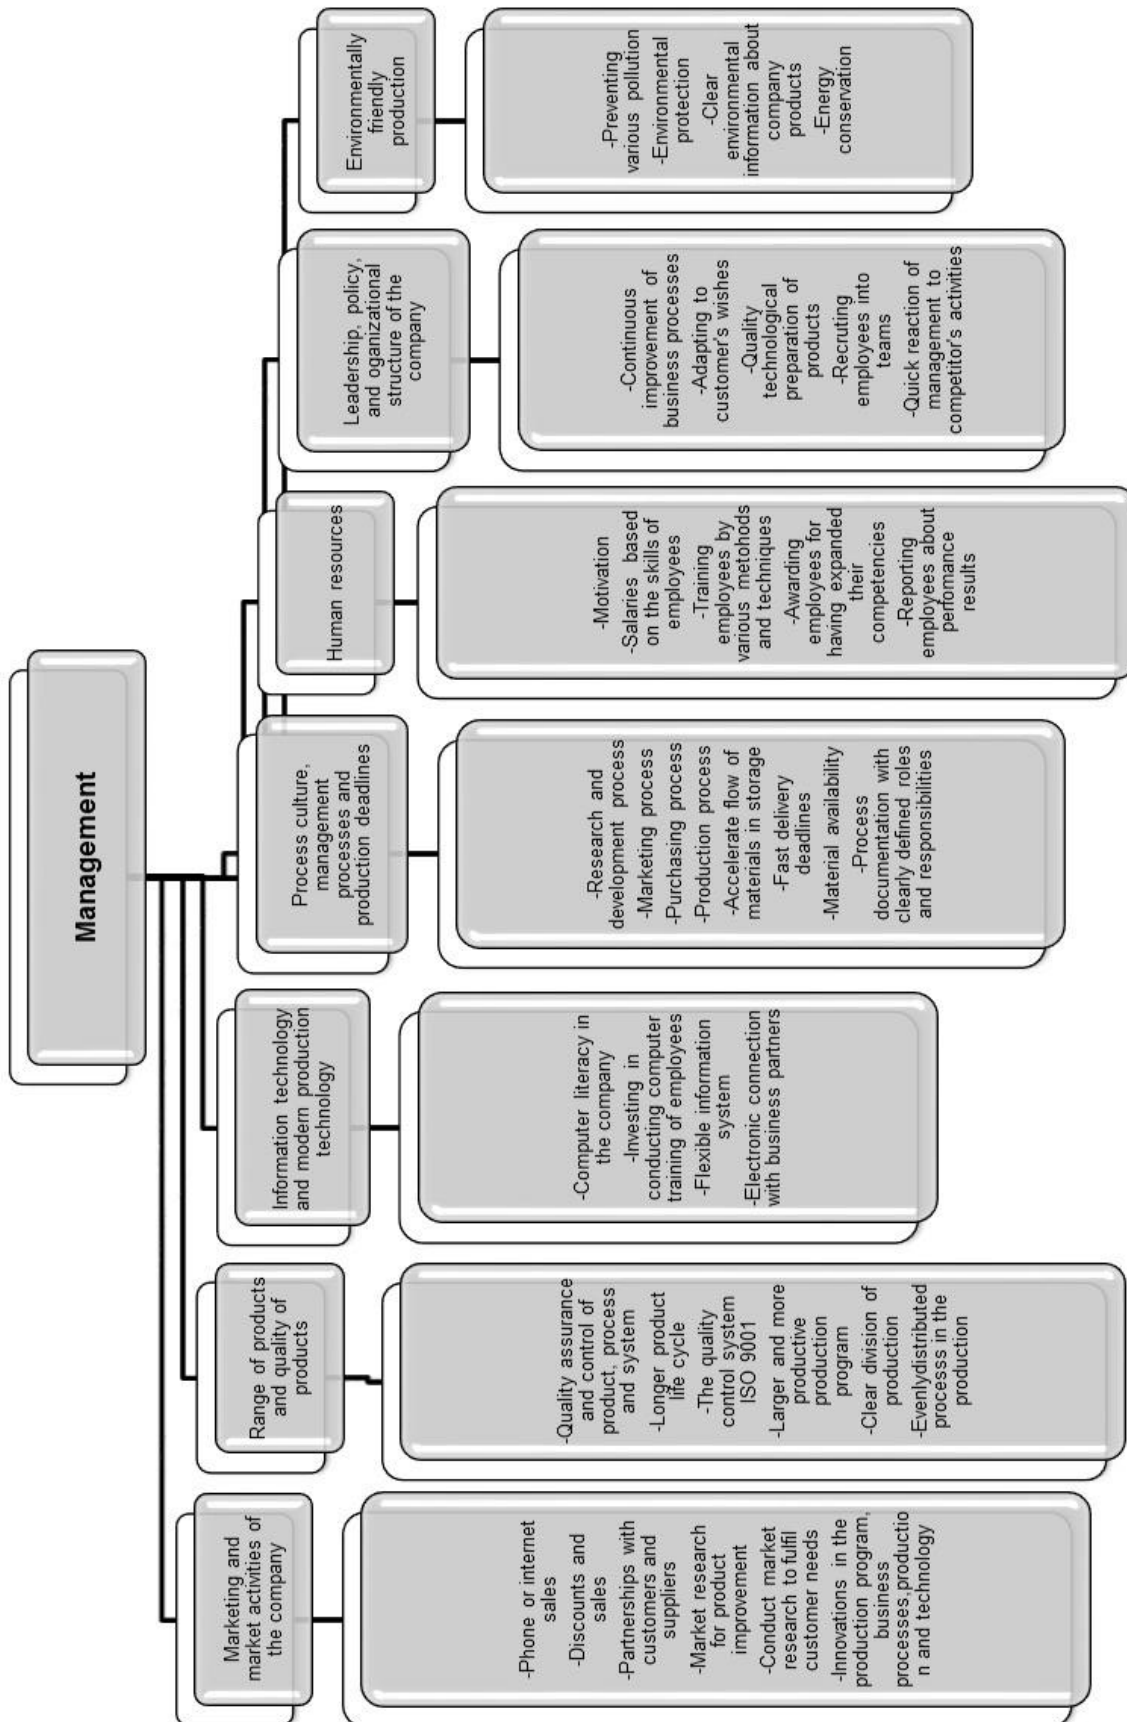 Management
Marketing and
market activities of
the company
-Phone or internet
sales
-Discounts and
sales
-Partnerships with
customers and
suppliers
-Market research
for product
improvement
-Conduct market
research to fulfil
customer needs
-Innovations in the
production program,
business
processes,productio
n and technology
Range of products
and quality of
products
-Quality assurance
and control of
product, process
and system
-Longer product
life cycle
-The quality
control system
ISO 9001
-Larger and more
productive
production
program
-Clear division of
production
-Evenlydistributed
processs in the
production
Information technology
and modern production
technology
-Computer literacy in
the company
-Investing in
conducting computer
training of employees
-Flexible information
system
-Electronic connection
with business partners
Process culture,
management
processes and
production deadlines
-Research and
development process
-Marketing process
-Purchasing process
-Production process
-Accelerate flow of
materials in storage
-Fast delivery
deadlines
-Material availability
-Process
documentation with
clearly defined roles
and responsibilities
Human resources
-Motivation
-Salaries based
on the skills of
employees
-Training
employees by
various metohods
and techniques
-Awarding
employees for
having expanded
their
competencies
-Reporting
employees about
perfomance
results
Leadership, policy,
and oganizational
structure of the
company
-Continuous
improvement of
business processes
-Adapting to
customer's wishes
-Quality
technological
preparation of
products
-Recruting
employees into
teams
-Quick reaction of
management to
competitor's activities
Environmentally
friendly
production
-Preventing
various pollution
-Environmental
protection
-Clear
environmental
information about
company
products
-Energy
conservation